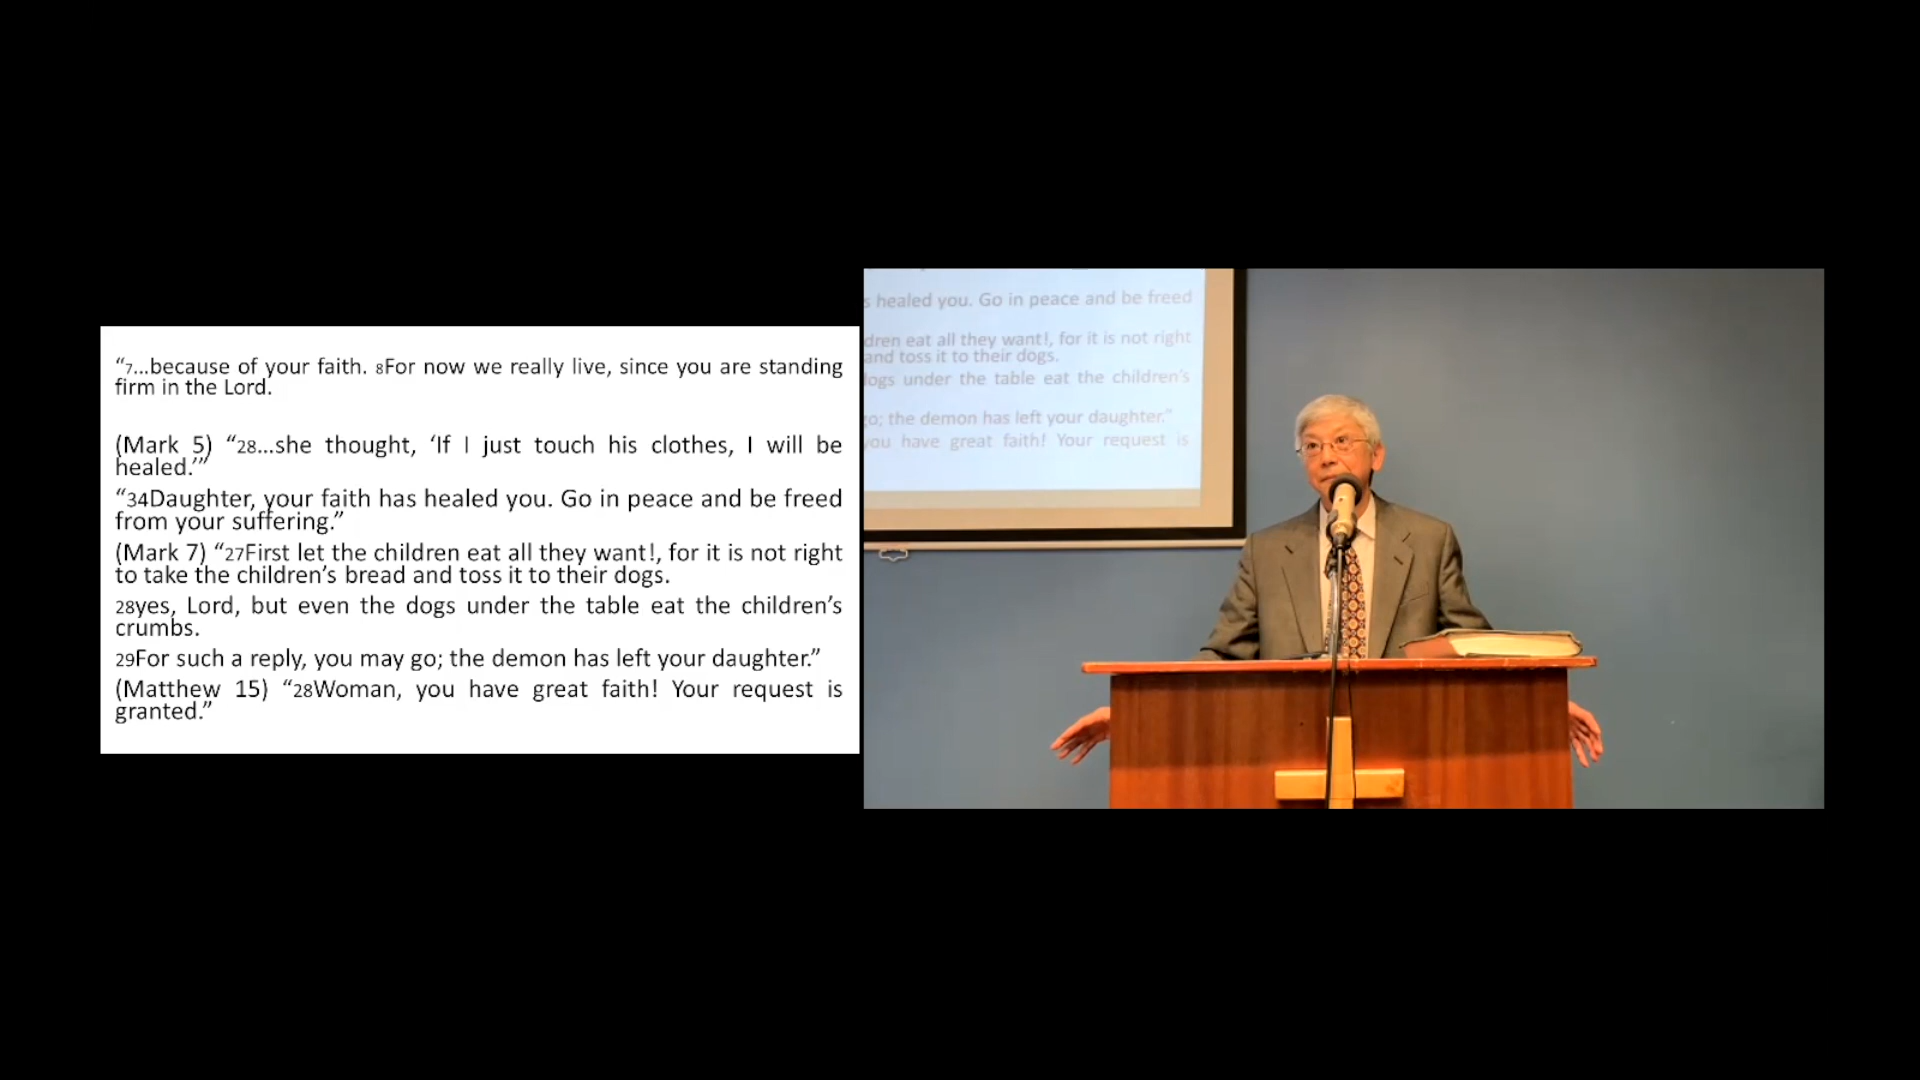 “7...because of your faith. 8For now we really live, since you are standing
firm in the Lord.
(Mark 5) “28...she thought, ‘If I just touch his clothes, I will be
healed.’”
“34Daughter, your faith has healed you. Go in peace and be freed
from your suffering.”
(Mark 7) “27First let the children eat all they want!, for it is not right
to take the children’s bread and toss it to their dogs.
28yes, Lord, but even the dogs under the table eat the children’s
crumbs.
29For such a reply, you may go; the demon has left your daughter.”
(Matthew 15) “28Woman, you have great faith! Your request is
granted.”
s healed you. Go in peace and be freed
dren eat all they want!, for it is not right
and toss it to their dogs.
logs under the table eat the children’s
go; the demon has left your daughter.”
you have great faith! Your request is